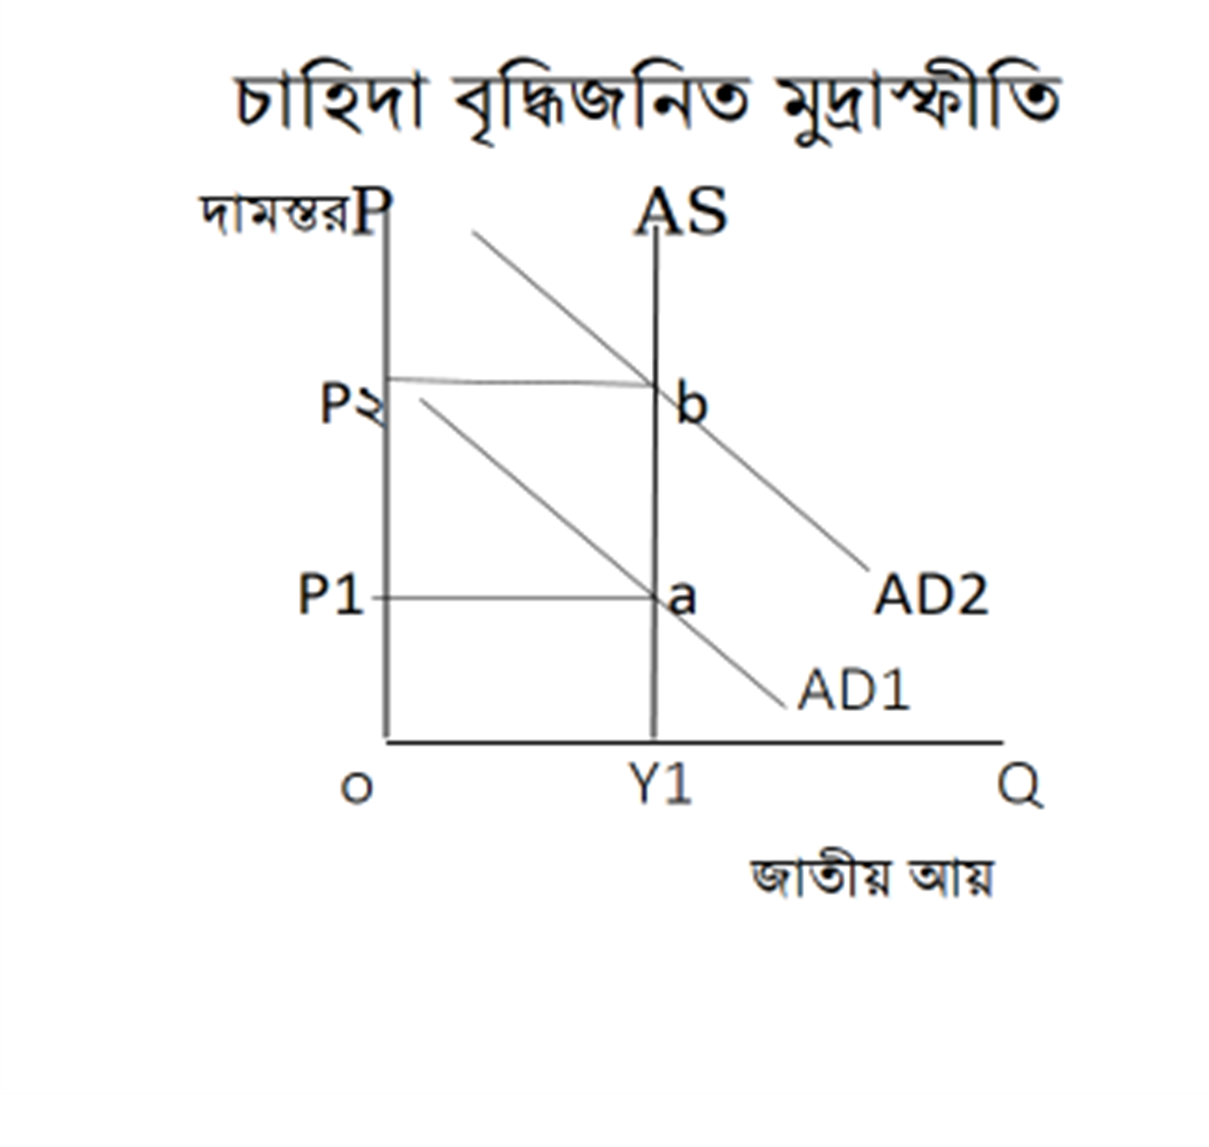 চাহিদা বৃদ্ধিজনিত মুদ্রাস্ফীতি
দামস্তরP AS
P২ b
P1 a AD2
AD1
o Y1 Q
জাতীয় আয়